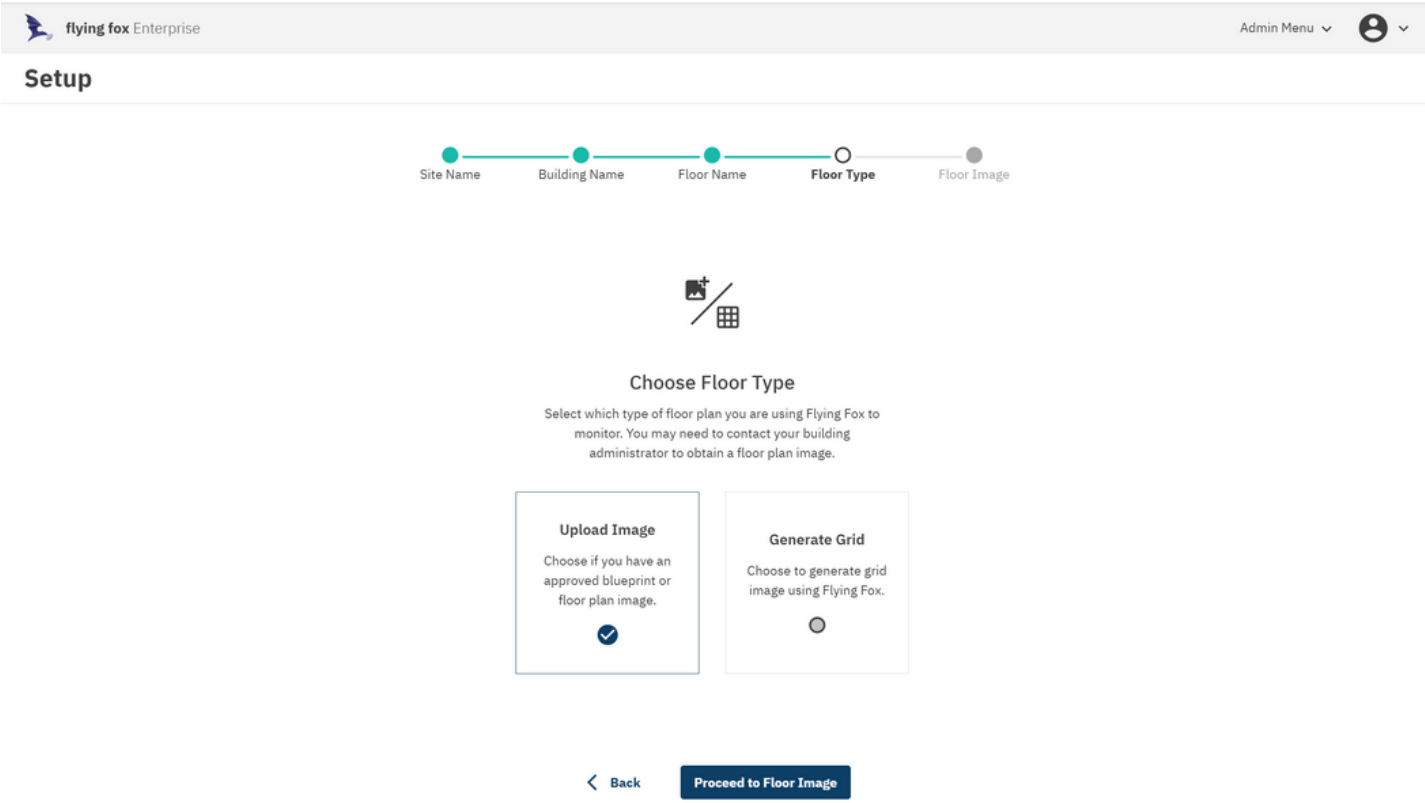 flying fox Enterprise
Admin Menu
Setup
Site Name
Building Name
Floor Name
Floor Type
Floor Image
Choose Floor Type
Select which type of floor plan you are using Flying Fox to
monitor. You may need to contact your building
administrator to obtain a floor plan image.
Upload Image
Choose if you have an
approved blueprint or
floor plan image.
Generate Grid
Choose to generate grid
image using Flying Fox.
Back
Proceed to Floor Image